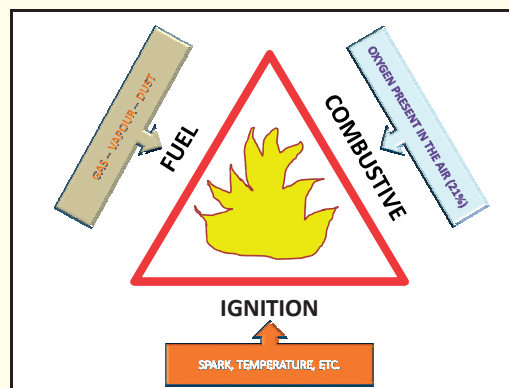 GAS – VAPOUR – DUST
FUEL
OXYGEN PRESENT IN THE AIR (21%)
COMBUSTIVE
IGNITION
SPARK, TEMPERATURE, ETC.